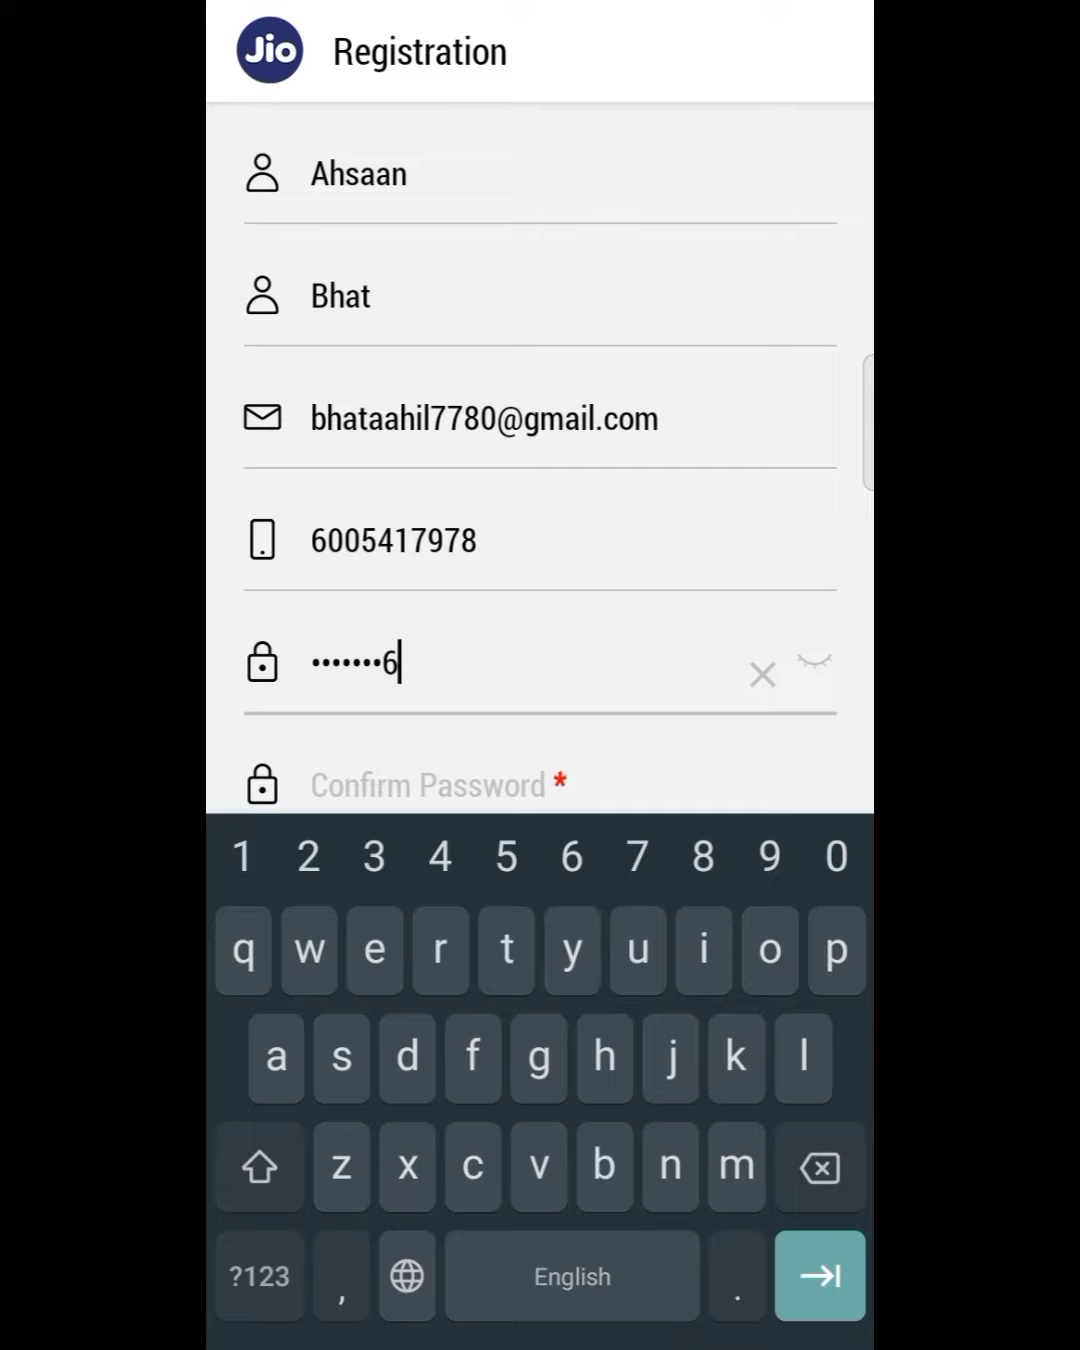 Jio Registration
Ahsaan
Bhat
bhataahil7780@gmail.com
6005417978
•••••••6
Confirm Password *
1 2 3 4 5 6 7 8 9 0
q w e r t y u i o p
a s d f g h j k l
z x c v b n m
?123 , English .